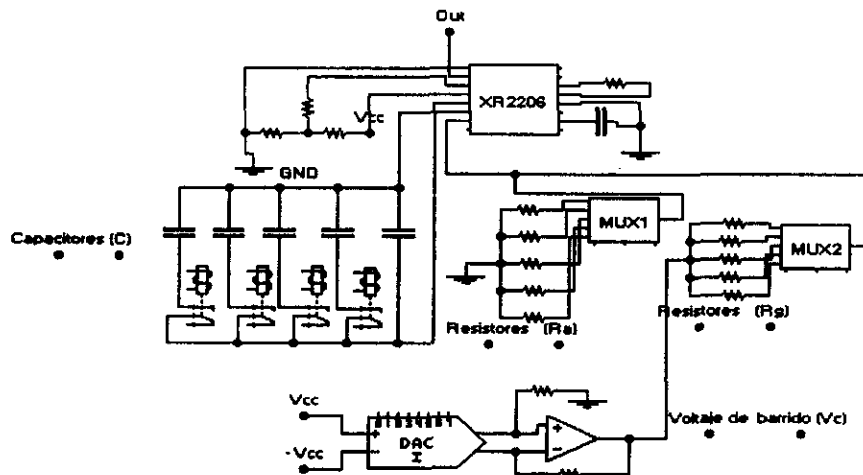 Out
XR2206
Vcc
GND
MUX1
MUX2
Capacitores (C)
Resistores (Ra)
Resistores (Rg)
Vcc
-Vcc
+
-
DAC
I
+
-
Voltaje de barrido (Vc)